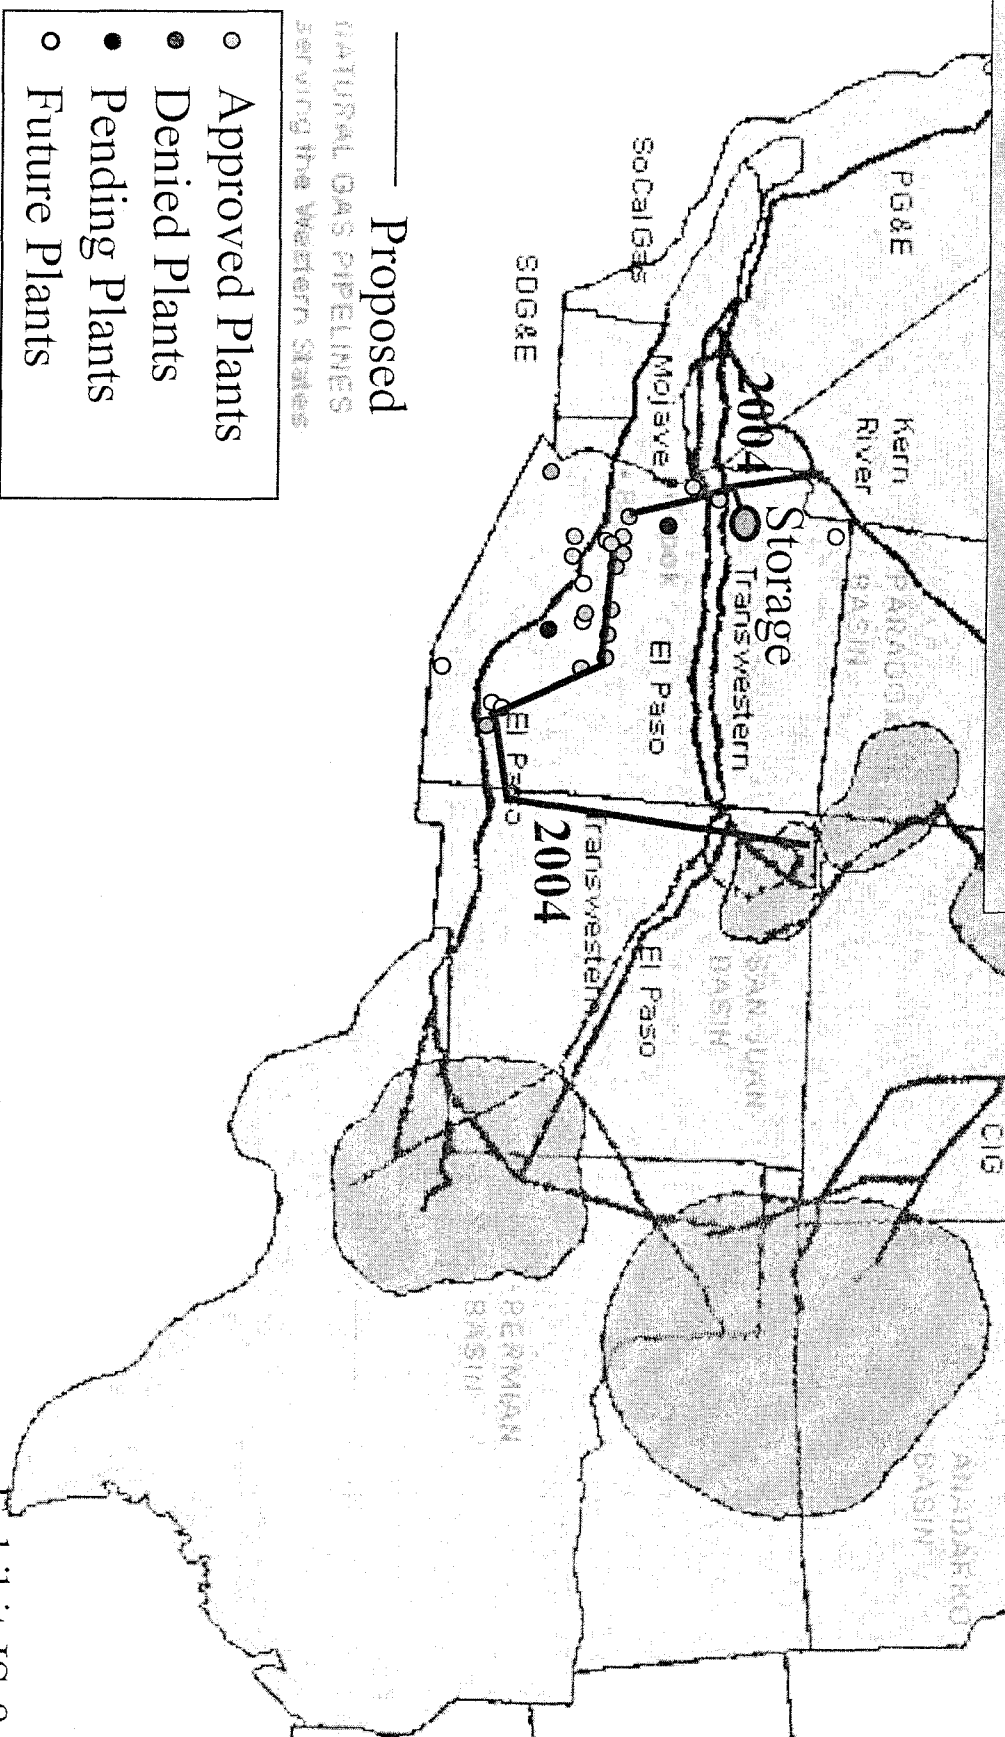 PG&E
Kern
River
PARADOX
BASIN
CIG
ANADARKO
BASIN
2004
Storage
Transwestern
SAN JUAN
BASIN
SoCalGas
Mojave
El Paso
El Paso
SDG&E
El Paso
Transwestern
2004
PERMIAN
BASIN
Proposed
NATURAL GAS PIPELINES
serving the Western States
Approved Plants
Denied Plants
Pending Plants
Future Plants